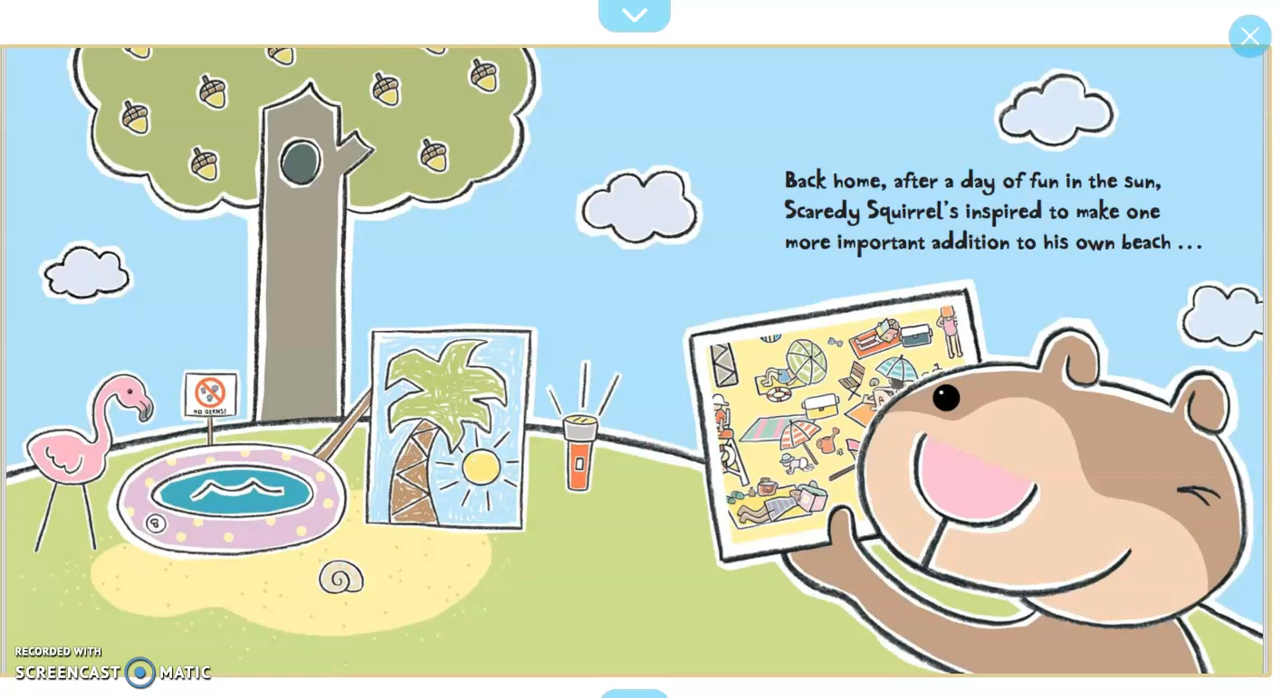 Back home, after a day of fun in the sun,
Scaredy Squirrel's inspired to make one
more important addition to his own beach ...
NO GERMS!
RECORDED WITH
SCREENCAST MATIC